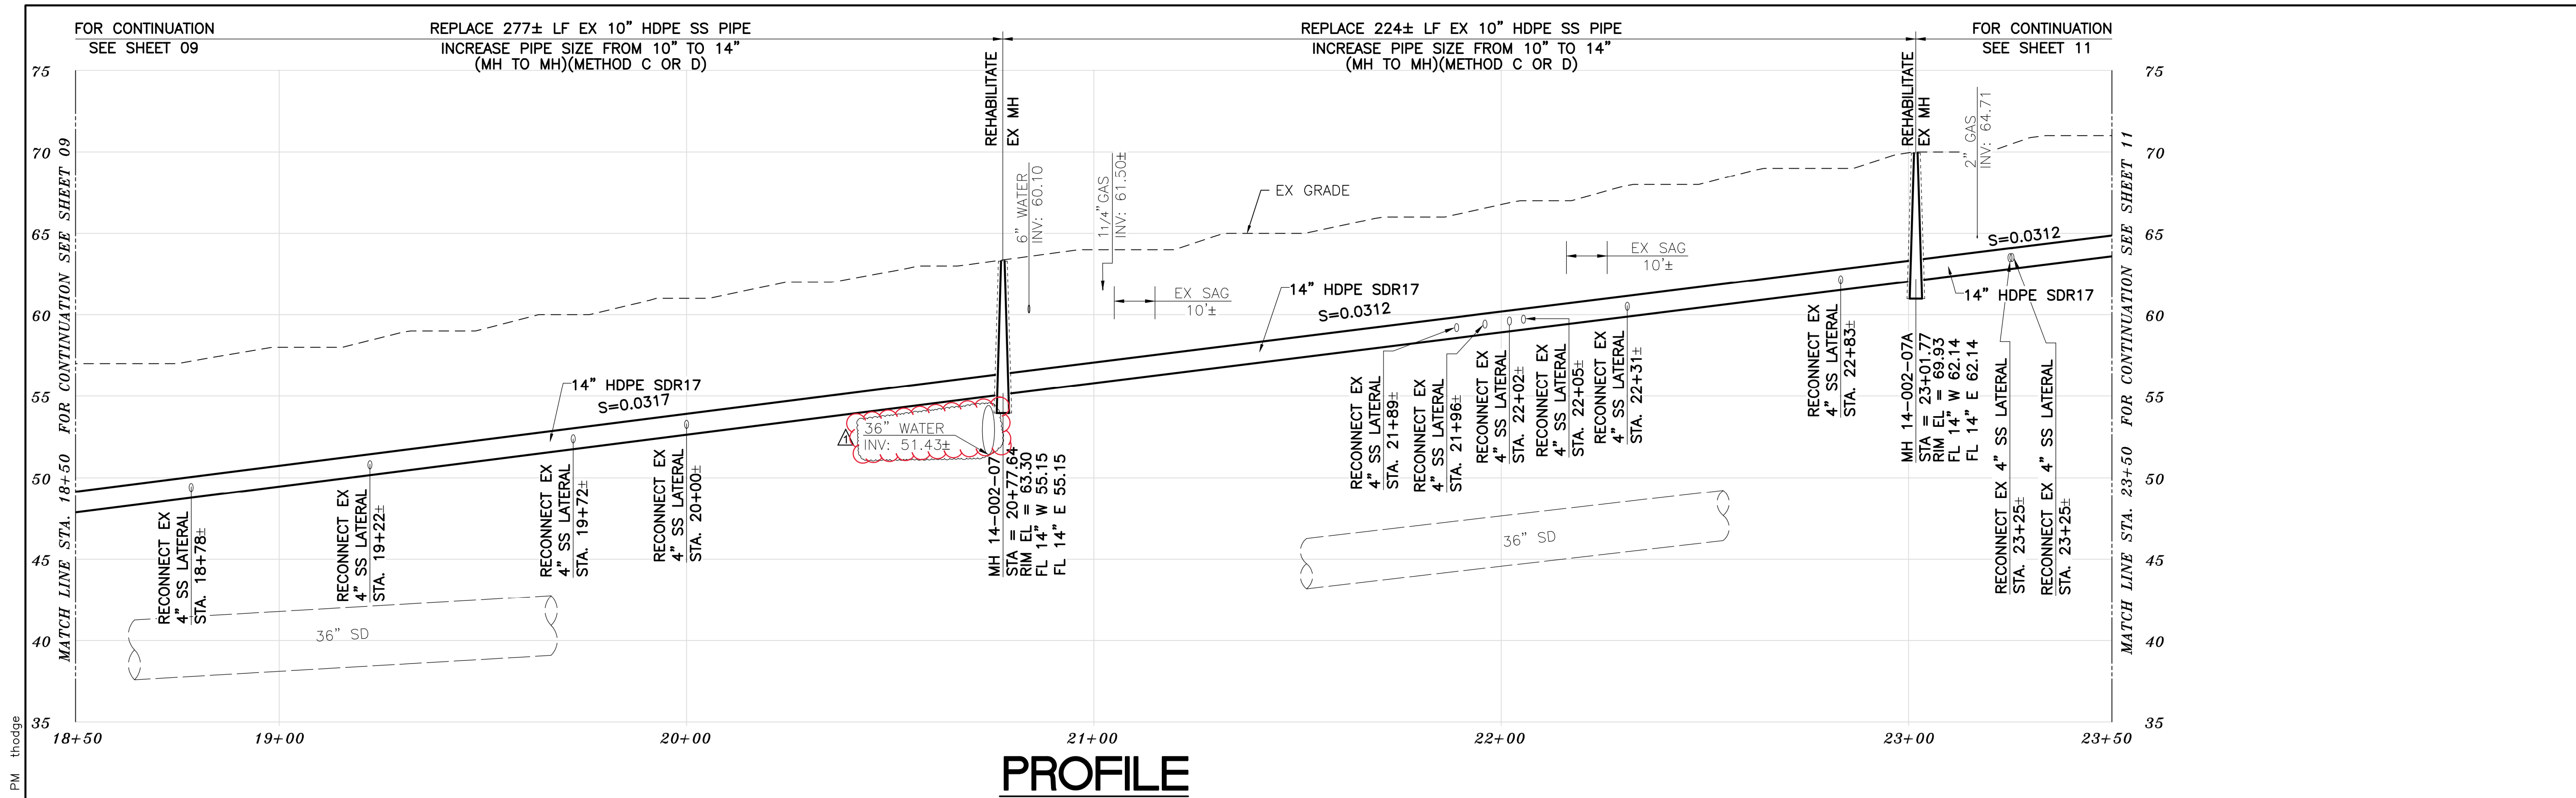 FOR CONTINUATION
SEE SHEET 09
REPLACE 277± LF EX 10" HDPE SS PIPE
INCREASE PIPE SIZE FROM 10" TO 14"
(MH TO MH)(METHOD C OR D)
REPLACE 224± LF EX 10" HDPE SS PIPE
INCREASE PIPE SIZE FROM 10" TO 14"
(MH TO MH)(METHOD C OR D)
FOR CONTINUATION
SEE SHEET 11
75
70
65
60
55
50
45
40
35
MATCH LINE STA. 18+50 FOR CONTINUATION SEE SHEET 09
REHABILITATE
EX MH
6" WATER
INV: 60.10
1 1/4" GAS
INV: 61.50±
EX GRADE
REHABILITATE
EX MH
2" GAS
INV: 64.71
EX SAG
10'±
EX SAG
10'±
14" HDPE SDR17
S=0.0317
14" HDPE SDR17
S=0.0312
S=0.0312
14" HDPE SDR17
1
36" WATER
INV: 51.43±
RECONNECT EX
4" SS LATERAL
STA. 18+78±
RECONNECT EX
4" SS LATERAL
STA. 19+22±
RECONNECT EX
4" SS LATERAL
STA. 19+72±
RECONNECT EX
4" SS LATERAL
STA. 20+00±
MH 14-002-07
STA = 20+77.64
RIM EL = 63.30
FL 14" W 55.15
FL 14" E 55.15
RECONNECT EX
4" SS LATERAL
STA. 21+89±
RECONNECT EX
4" SS LATERAL
STA. 21+96±
RECONNECT EX
4" SS LATERAL
STA. 22+02±
RECONNECT EX
4" SS LATERAL
STA. 22+05±
RECONNECT EX
4" SS LATERAL
STA. 22+31±
RECONNECT EX
4" SS LATERAL
STA. 22+83±
MH 14-002-07A
STA = 23+01.77
RIM EL = 69.93
FL 14" W 62.14
FL 14" E 62.14
RECONNECT EX 4" SS LATERAL
STA. 23+25±
RECONNECT EX 4" SS LATERAL
STA. 23+25±
36" SD
36" SD
MATCH LINE STA. 23+50 FOR CONTINUATION SEE SHEET 11
75
70
65
60
55
50
45
40
35
18+50
19+00
20+00
21+00
22+00
23+00
23+50
PROFILE
PM thodge